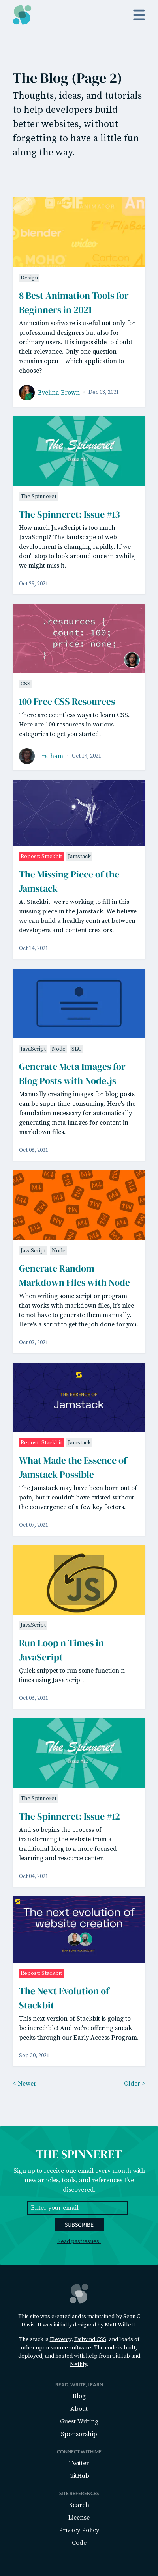 The Blog (Page 2)
Thoughts, ideas, and tutorials
to help developers build
better websites, without
forgetting to have a little fun
along the way.
GIF
blender
video
FlipBook
MOHO
Cartoon
Design
8 Best Animation Tools for
Beginners in 2021
Animation software is useful not only for
professional designers but also for
ordinary users. It is impossible to doubt
their relevance. Only one question
remains open – which application to
choose?
Evelina Brown
Dec 03, 2021
The Spinneret
The Spinneret
The Spinneret: Issue #13
How much JavaScript is too much
JavaScript? The landscape of web
development is changing rapidly. If we
don't stop to look around once in awhile,
we might miss it.
Oct 29, 2021
.resources {
count: 100;
price: none;
}
CSS
100 Free CSS Resources
There are countless ways to learn CSS.
Here are 100 resources in various
concepts to get you started.
Pratham
Oct 14, 2021
Repost; Stackbit
Jamstack
The Missing Piece of the
Jamstack
At Stackbit, we're working to fill in this
missing piece in the Jamstack. We believe
we can build a healthy contract between
developers and content creators.
Oct 14, 2021
JavaScript
Node
SEO
Generate Meta Images for
Blog Posts with Node.js
Manually creating images for blog posts
can be super time-consuming. Here's the
foundation necessary for automatically
generating meta images for content in
markdown files.
Oct 08, 2021
JavaScript
Node
Generate Random
Markdown Files with Node
When writing some script or program
that works with markdown files, it's nice
to not have to generate them manually.
Here's a script to get the job done for you.
Oct 07, 2021
THE ESSENCE OF
Jamstack
Repost: Stackbit
Jamstack
What Made the Essence of
Jamstack Possible
The Jamstack may have been born out of
pain, but it couldn't have existed without
the convergence of a few key factors.
Oct 07, 2021
JS
JavaScript
Run Loop n Times in
JavaScript
Quick snippet to run some function n
times using JavaScript.
Oct 06, 2021
The Spinneret
The Spinneret
The Spinneret: Issue #12
And so begins the process of
transforming the website from a
traditional blog to a more focused
learning and resource center.
Oct 04, 2021
The next evolution of
website creation
Repost: Stackbit
The Next Evolution of
Stackbit
This next version of Stackbit is going to
be incredible! And we're offering sneak
peeks through our Early Access Program.
Sep 30, 2021
< Newer
Older >
THE SPINNERET
Sign up to receive one email every month with
new articles, tools, and references I've
discovered.
Enter your email
SUBSCRIBE
Read past issues.
This site was created and is maintained by Sean C
Davis. It was initially designed by Matt Willett.
The stack is Eleventy, Tailwind CSS, and loads of
other open-source tools. The code is built,
deployed, and hosted with help from GitHub and
Netlify.
READ, WRITE, LEARN
Blog
About
Guest Writing
Sponsorship
CONNECT WITH ME
Twitter
GitHub
SITE REFERENCES
Search
License
Privacy Policy
Code